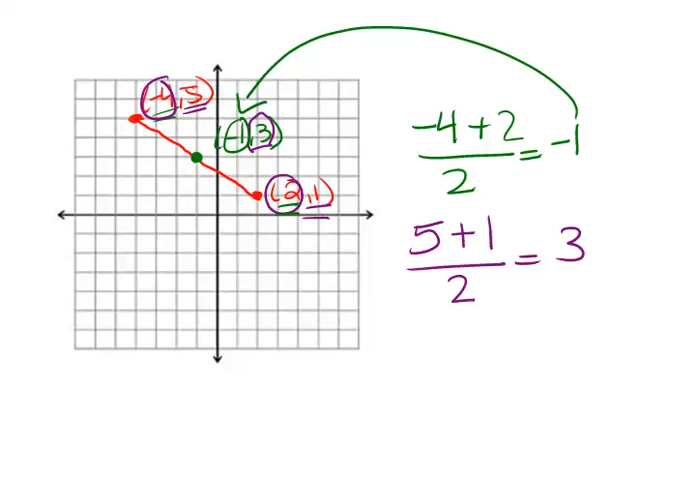 (-4, 5)
(-1, 3)
(2, 1)
-4 + 2 / 2 = -1
5 + 1 / 2 = 3